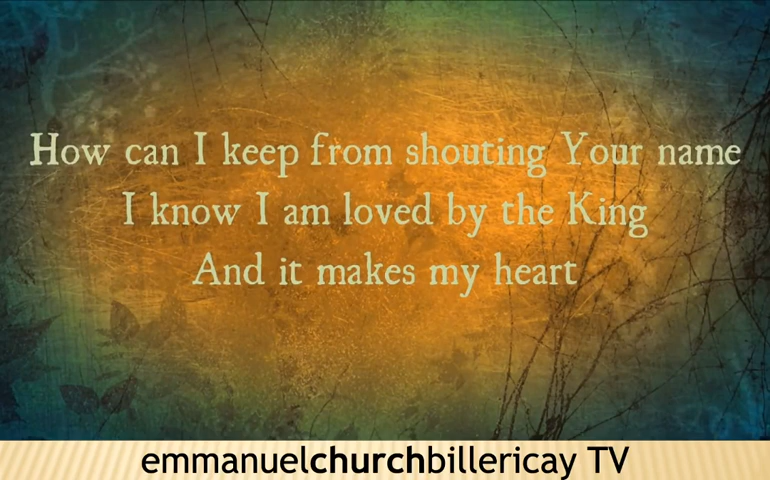 How can I keep from shouting Your name
I know I am loved by the King
And it makes my heart
emmanuelchurchbillericay TV